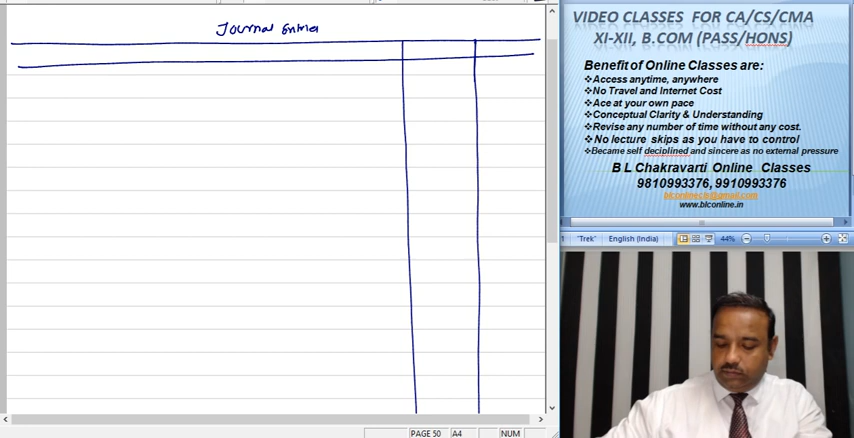 Journal Entries
PAGE 50 A4 NUM
VIDEO CLASSES FOR CA/CS/CMA
XI-XII, B.COM (PASS/HONS)
Benefit of Online Classes are:
❖Access anytime, anywhere
❖No Travel and Internet Cost
❖Ace at your own pace
❖Conceptual Clarity & Understanding
❖Revise any number of time without any cost.
❖No lecture skips as you have to control
❖Became self deciplined and sincere as no external pressure
B L Chakravarti Online Classes
9810993376, 9910993376
www.blconline.in
1 "Trek" English (India) 44%